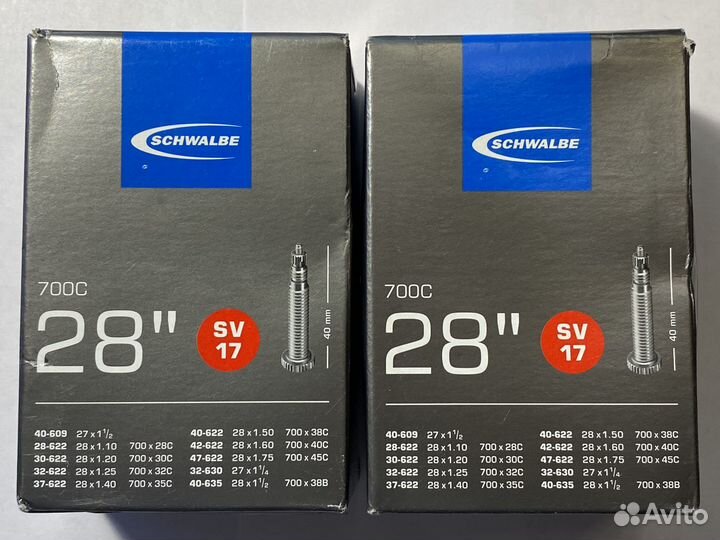 SCHWALBE
700C
28"
SV
17
40 mm
40-609 27 x 1 1/2
28-622 28 x 1.10 700 x 28C
30-622 28 x 1.20 700 x 30C
32-622 28 x 1.25 700 x 32C
37-622 28 x 1.40 700 x 35C
40-622 28 x 1.50 700 x 38C
42-622 28 x 1.60 700 x 40C
47-622 28 x 1.75 700 x 45C
32-630 27 x 1 1/4
40-635 28 x 1 1/2 700 x 38B
SCHWALBE
700C
28"
SV
17
40 mm
40-609 27 x 1 1/2
28-622 28 x 1.10 700 x 28C
30-622 28 x 1.20 700 x 30C
32-622 28 x 1.25 700 x 32C
37-622 28 x 1.40 700 x 35C
40-622 28 x 1.50 700 x 38C
42-622 28 x 1.60 700 x 40C
47-622 28 x 1.75 700 x 45C
32-630 27 x 1 1/4
40-635 28 x 1 1/2 700 x 38B
Avito